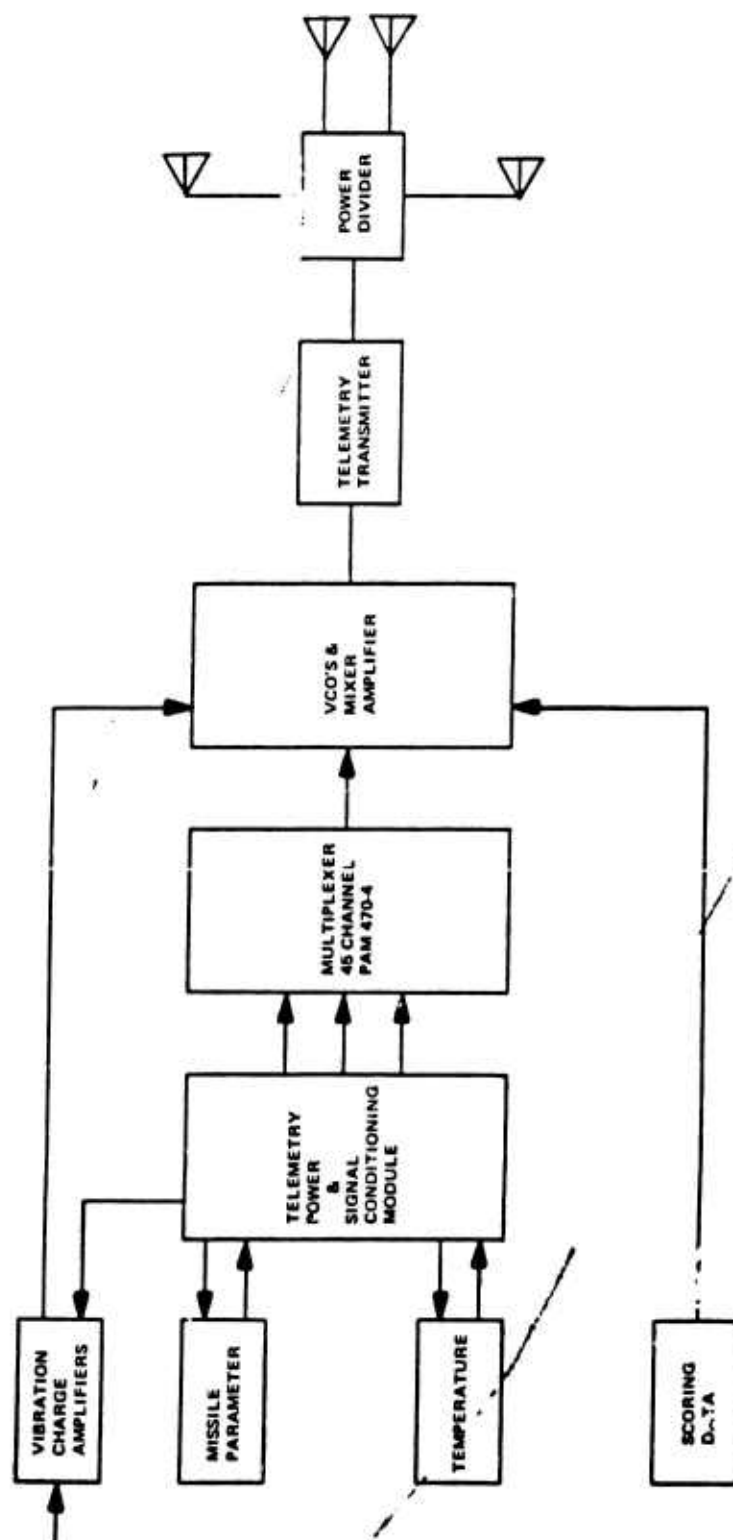 VIBRATION
CHARGE
AMPLIFIERS
MISSILE
PARAMETER
TEMPERATURE
SCORING
TELEMETRY
POWER
&
SIGNAL
CONDITIONING
MODULE
MULTIPLEXER
45 CHANNEL
PAM 470-4
VCO'S &
MIXER
AMPLIFIER
TELEMETRY
TRANSMITTER
POWER
DIVIDER